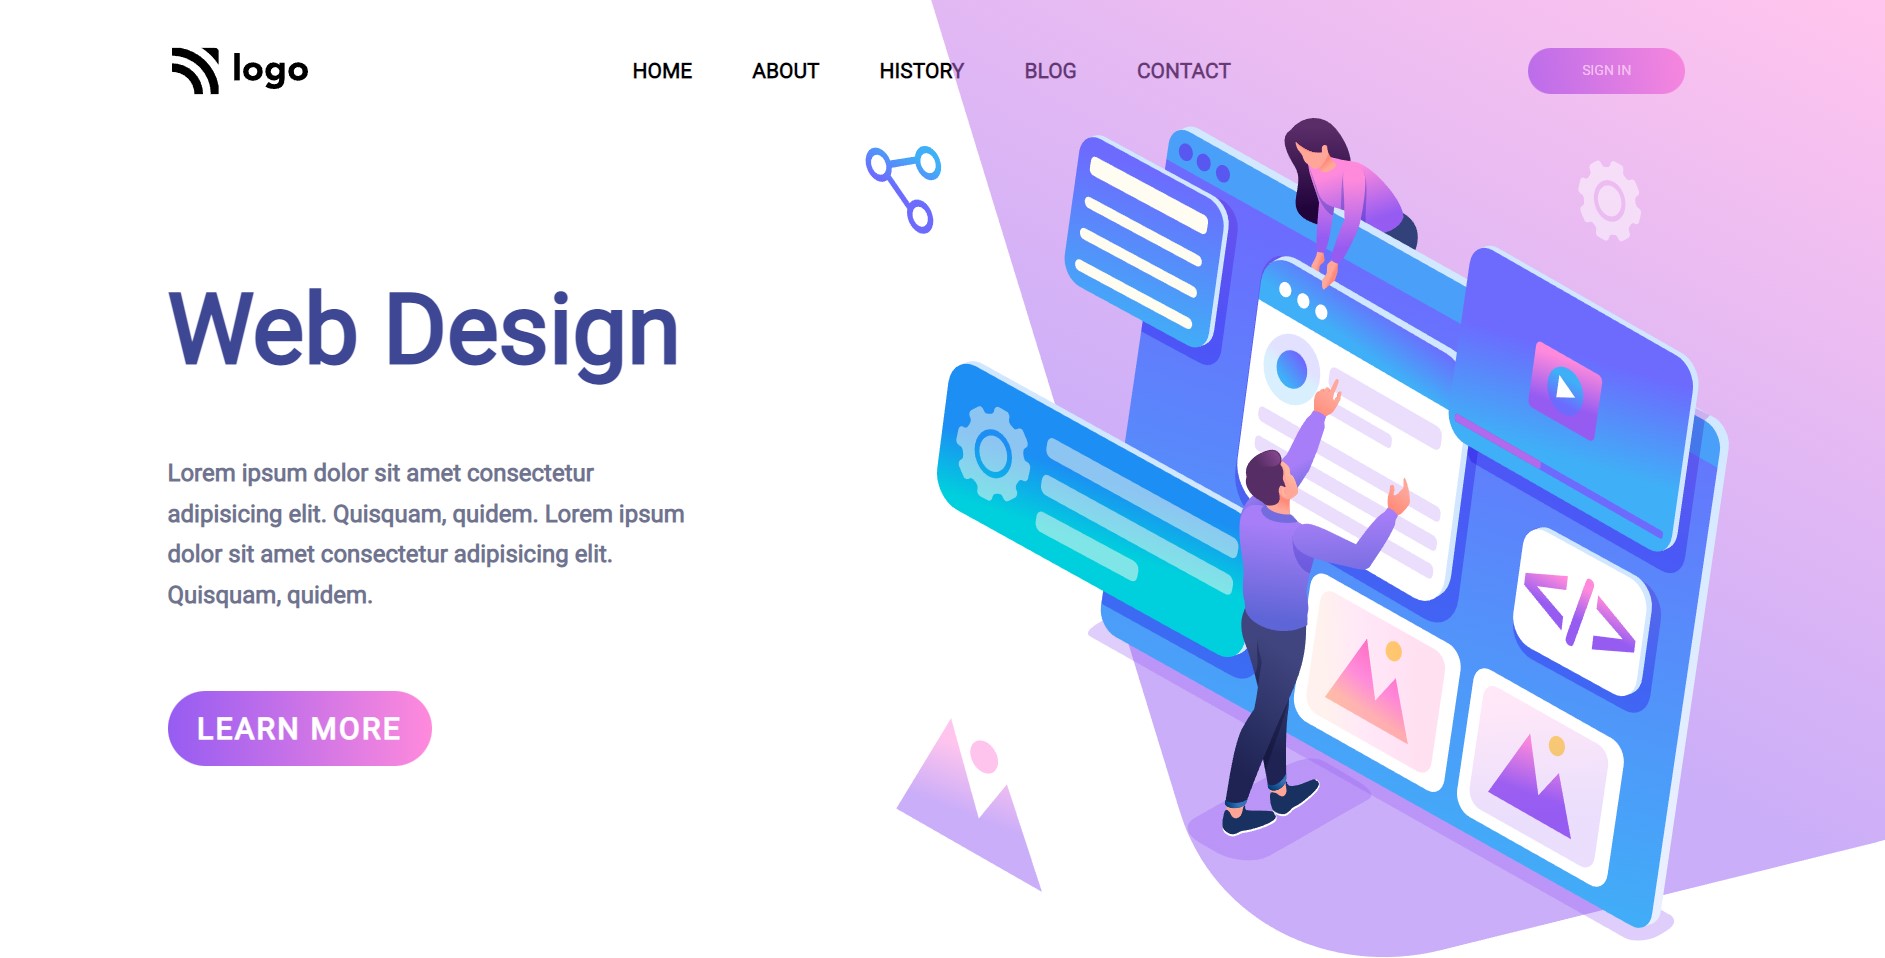 logo
HOME ABOUT HISTORY BLOG CONTACT SIGN IN
Web Design
Lorem ipsum dolor sit amet consectetur
adipisicing elit. Quisquam, quidem. Lorem ipsum
dolor sit amet consectetur adipisicing elit.
Quisquam, quidem.
LEARN MORE
</>